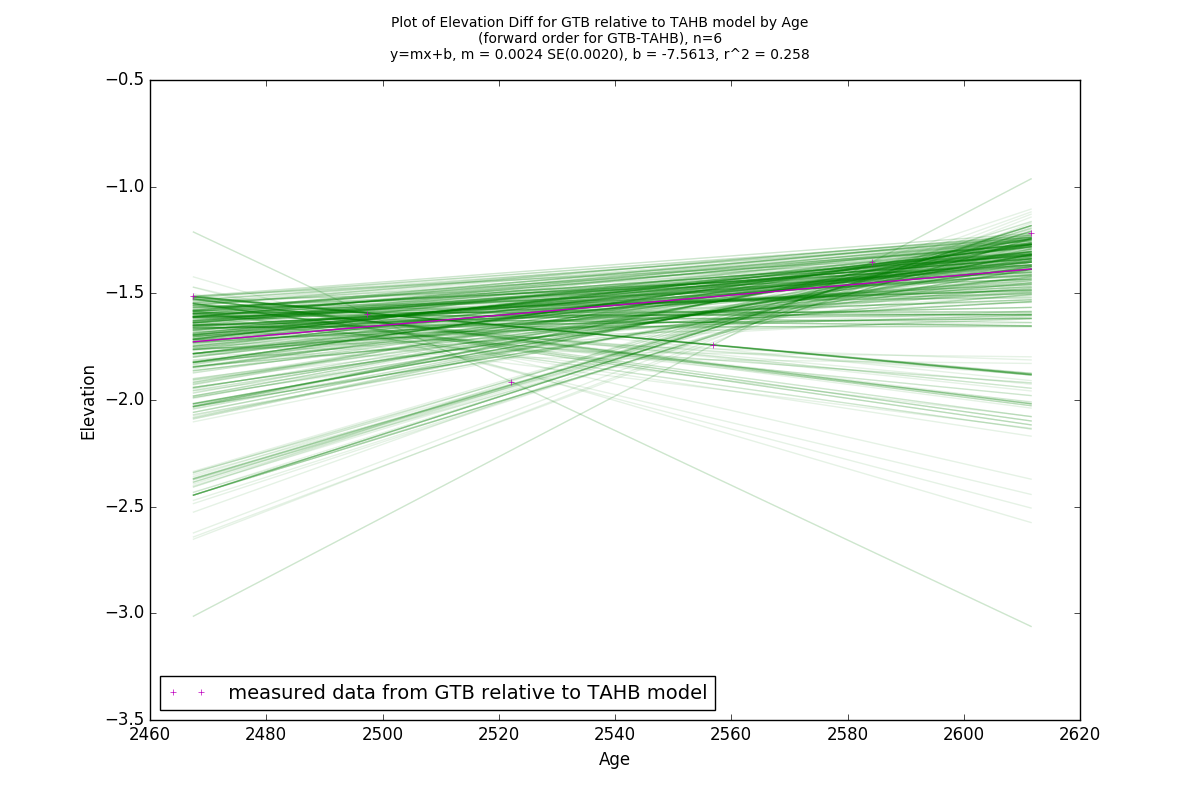 Plot of Elevation Diff for GTB relative to TAHB model by Age
(forward order for GTB-TAHB), n=6
y=mx+b, m = 0.0024 SE(0.0020), b = -7.5613, r^2 = 0.258
−0.5
−1.0
−1.5
−2.0
−2.5
−3.0
−3.5
Elevation
measured data from GTB relative to TAHB model
2460 2480 2500 2520 2540 2560 2580 2600 2620
Age